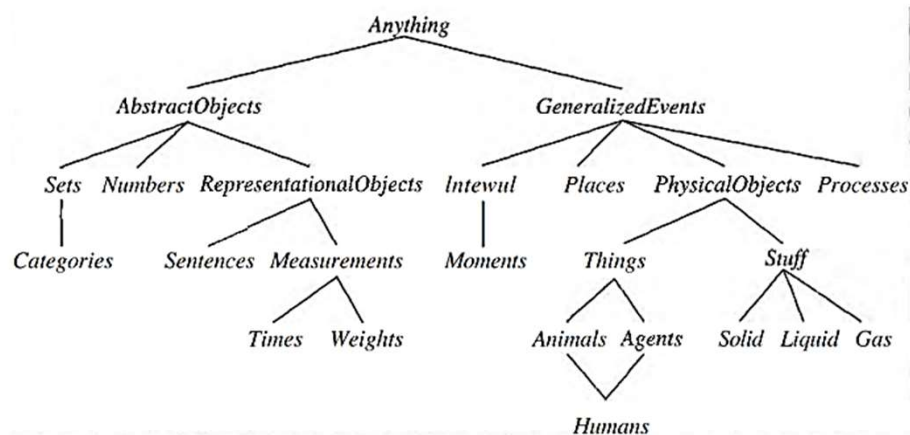 Anything
AbstractObjects GeneralizedEvents
Sets Numbers RepresentationalObjects Intewul Places PhysicalObjects Processes
Categories Sentences Measurements Moments Things Stuff
Times Weights Animals Agents Solid Liquid Gas
Humans